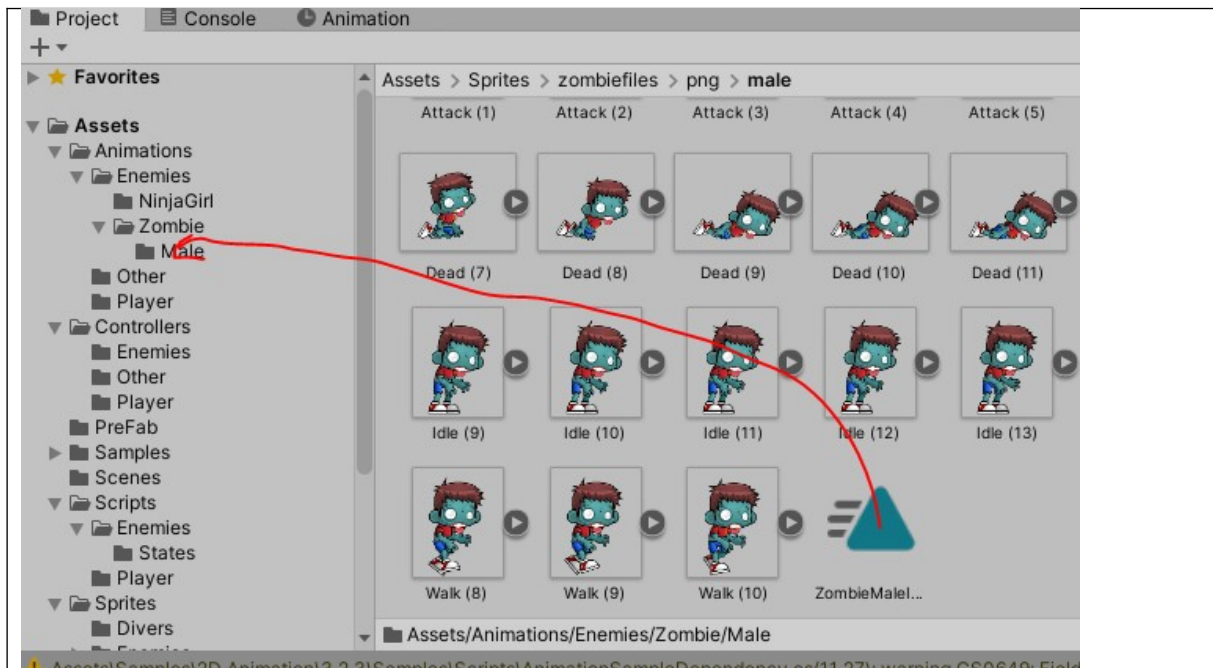 Project Console Animation
Favorites
Assets
Animations
Enemies
NinjaGirl
Zombie
Male
Other
Player
Controllers
Enemies
Other
Player
PreFab
Samples
Scenes
Scripts
Enemies
States
Player
Sprites
Divers
Assets > Sprites > zombiefiles > png > male
Attack (1) Attack (2) Attack (3) Attack (4) Attack (5)
Dead (7) Dead (8) Dead (9) Dead (10) Dead (11)
Idle (9) Idle (10) Idle (11) Idle (12) Idle (13)
Walk (8) Walk (9) Walk (10) ZombieMaleI...
Assets/Animations/Enemies/Zombie/Male